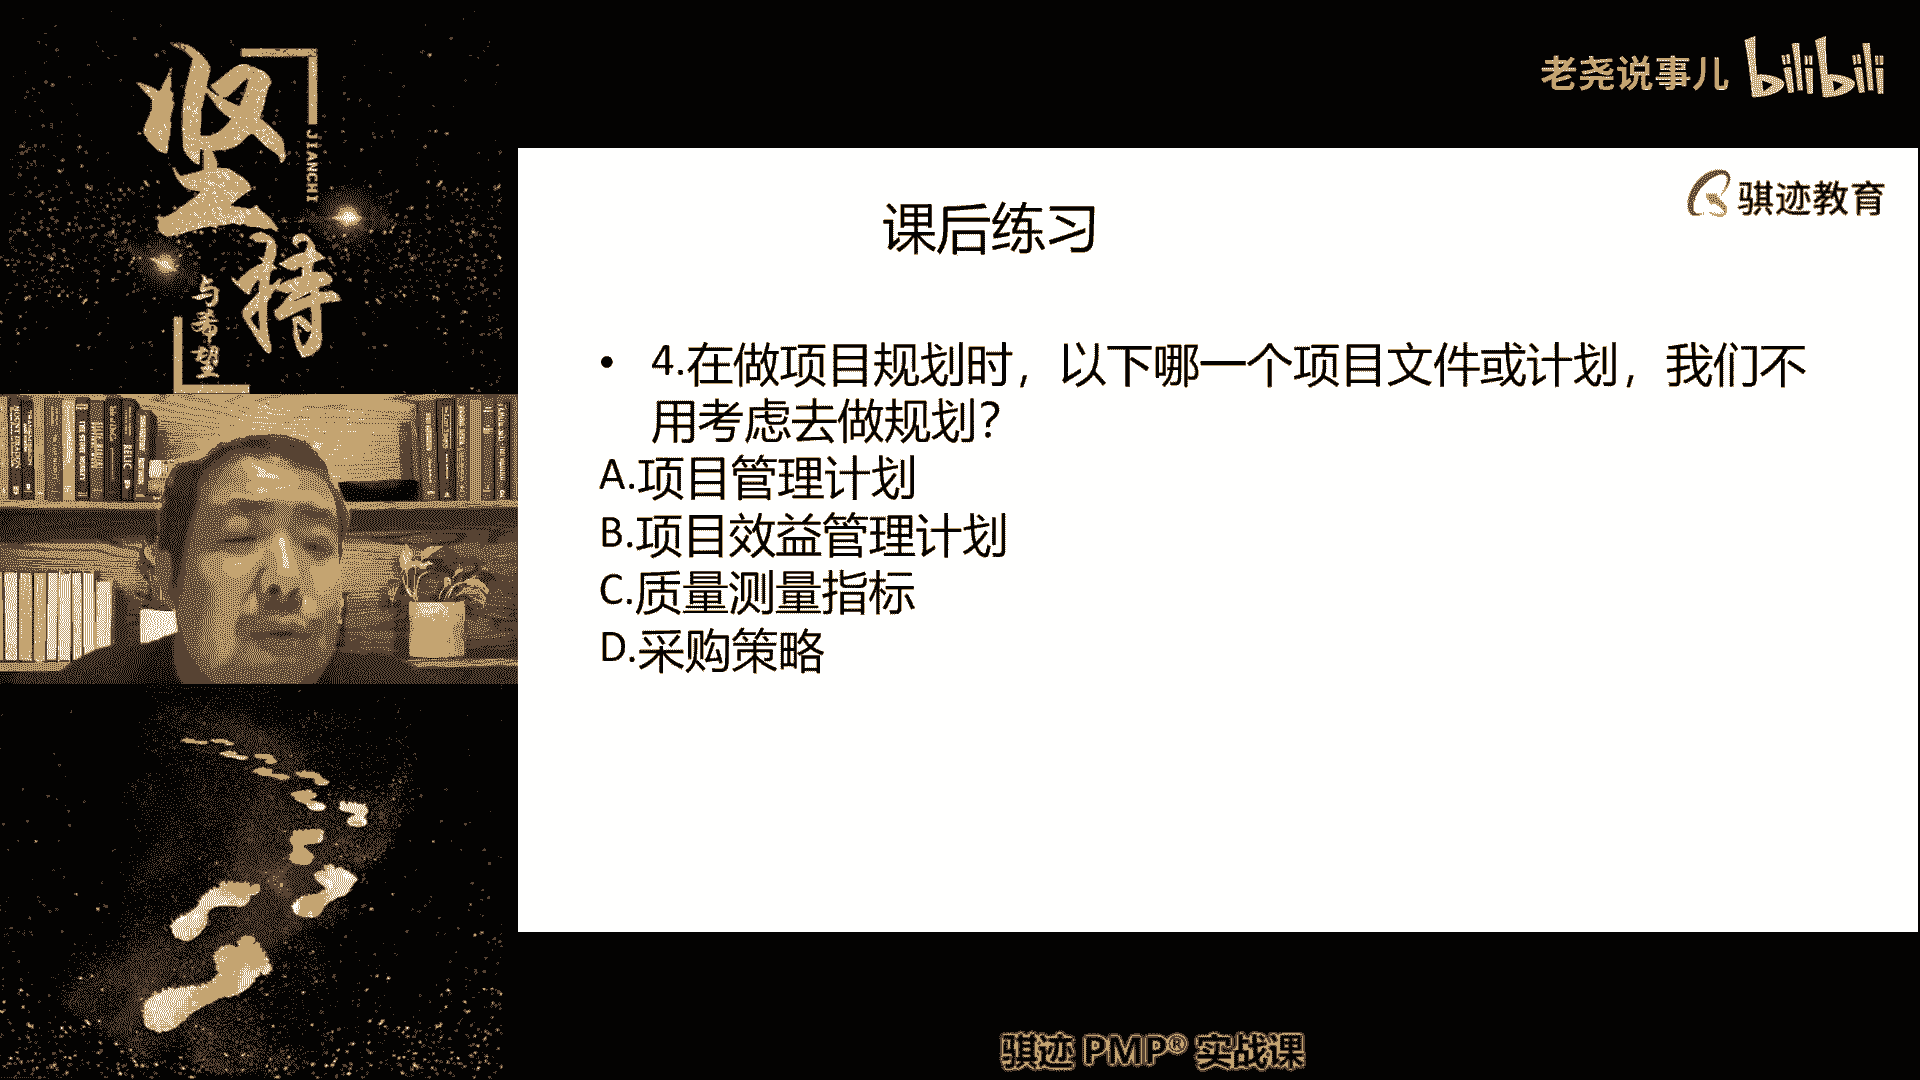 坚
持
JIANCHI
与希望
老尧说事儿 bilibili
骐迹教育
课后练习
• 4.在做项目规划时，以下哪一个项目文件或计划，我们不
用考虑去做规划？
A.项目管理计划
B.项目效益管理计划
C.质量测量指标
D.采购策略
骐迹 PMP® 实战课